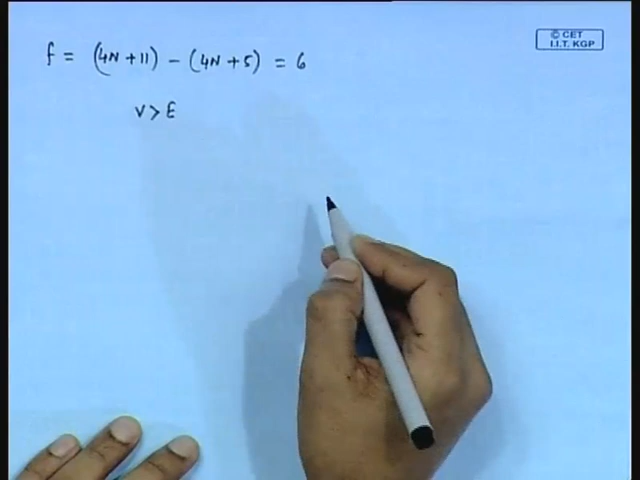 f = (4N + 11) - (4N + 5) = 6
V > E
© CET
I.I.T. KGP